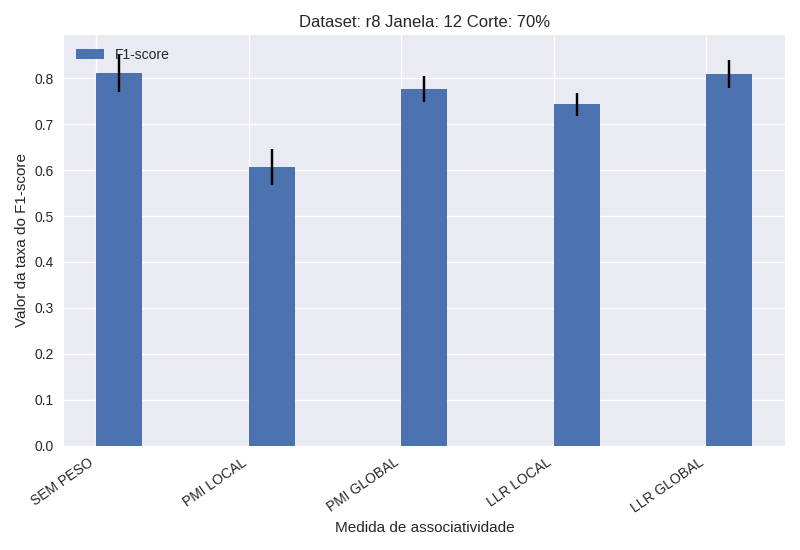 Dataset: r8 Janela: 12 Corte: 70%
F1-score
Valor da taxa do F1-score
0.8
0.7
0.6
0.5
0.4
0.3
0.2
0.1
0.0
SEM PESO
PMI LOCAL
PMI GLOBAL
LLR LOCAL
LLR GLOBAL
Medida de associatividade